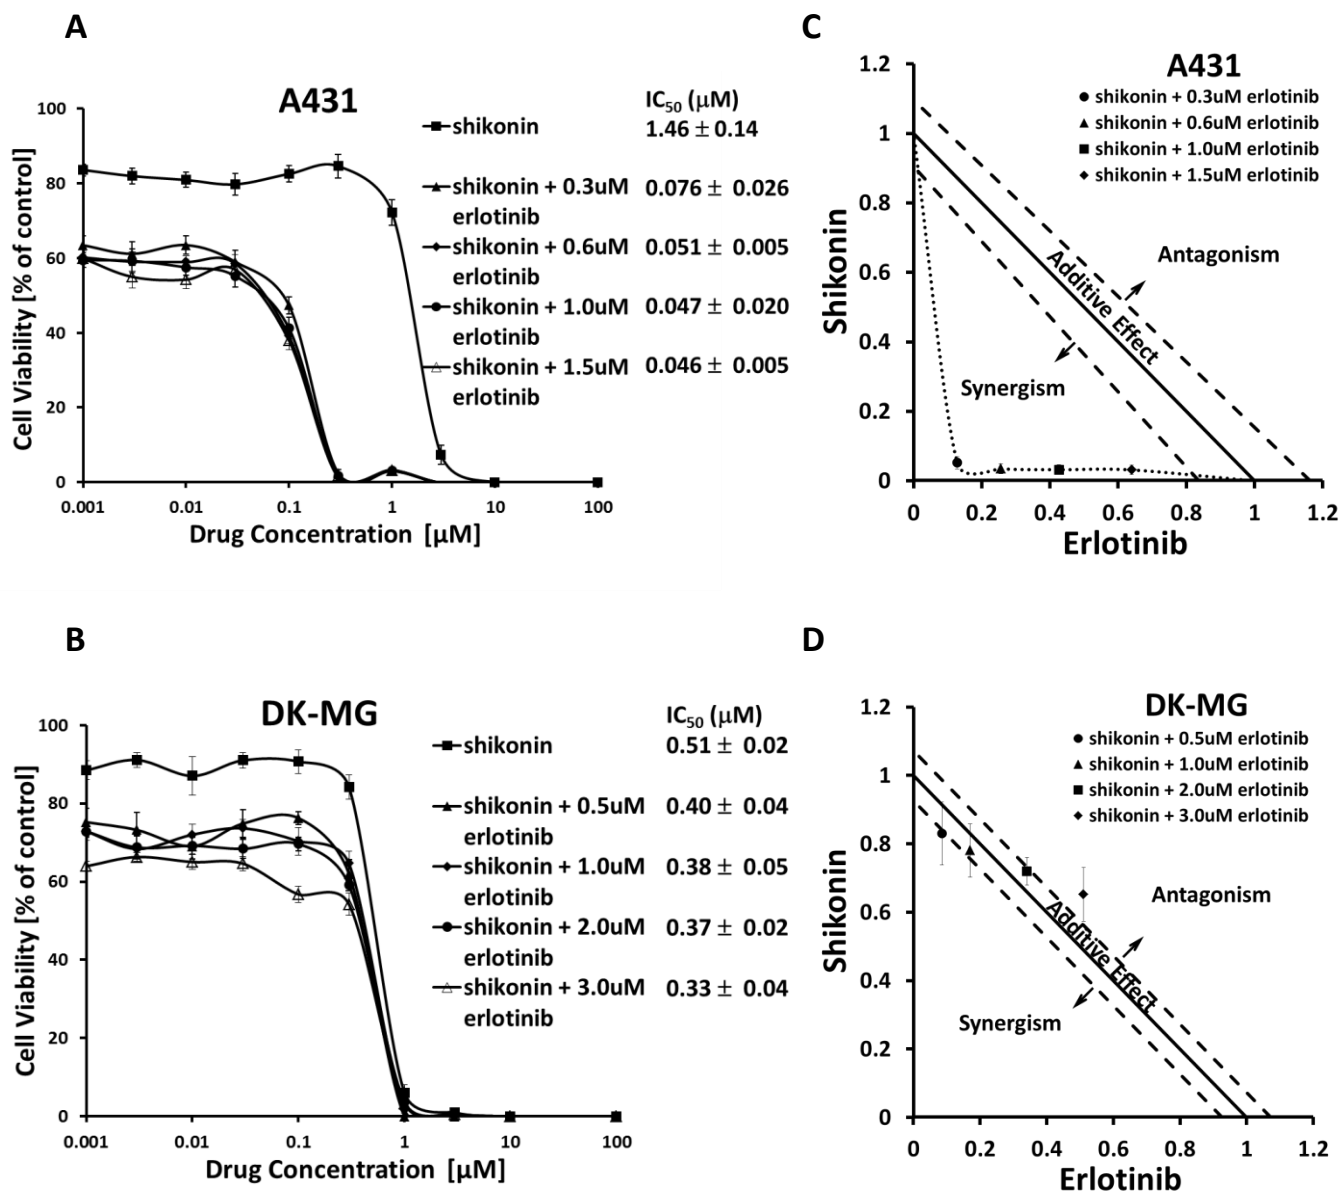 A
A431
IC50 (μM)
shikonin 1.46 ± 0.14
shikonin + 0.3uM 0.076 ± 0.026
erlotinib
shikonin + 0.6uM 0.051 ± 0.005
erlotinib
shikonin + 1.0uM 0.047 ± 0.020
erlotinib
shikonin + 1.5uM 0.046 ± 0.005
erlotinib
Cell Viability [% of control]
100
80
60
40
20
0
0.001 0.01 0.1 1 10 100
Drug Concentration [μM]
C
A431
shikonin + 0.3uM erlotinib
shikonin + 0.6uM erlotinib
shikonin + 1.0uM erlotinib
shikonin + 1.5uM erlotinib
Antagonism
Additive Effect
Synergism
Shikonin
1.2
1
0.8
0.6
0.4
0.2
0
0 0.2 0.4 0.6 0.8 1 1.2
Erlotinib
B
DK-MG
IC50 (μM)
shikonin 0.51 ± 0.02
shikonin + 0.5uM 0.40 ± 0.04
erlotinib
shikonin + 1.0uM 0.38 ± 0.05
erlotinib
shikonin + 2.0uM 0.37 ± 0.02
erlotinib
shikonin + 3.0uM 0.33 ± 0.04
erlotinib
Cell Viability [% of control]
100
80
60
40
20
0
0.001 0.01 0.1 1 10 100
Drug Concentration [μM]
D
DK-MG
shikonin + 0.5uM erlotinib
shikonin + 1.0uM erlotinib
shikonin + 2.0uM erlotinib
shikonin + 3.0uM erlotinib
Antagonism
Additive Effect
Synergism
Shikonin
1.2
1
0.8
0.6
0.4
0.2
0
0 0.2 0.4 0.6 0.8 1 1.2
Erlotinib